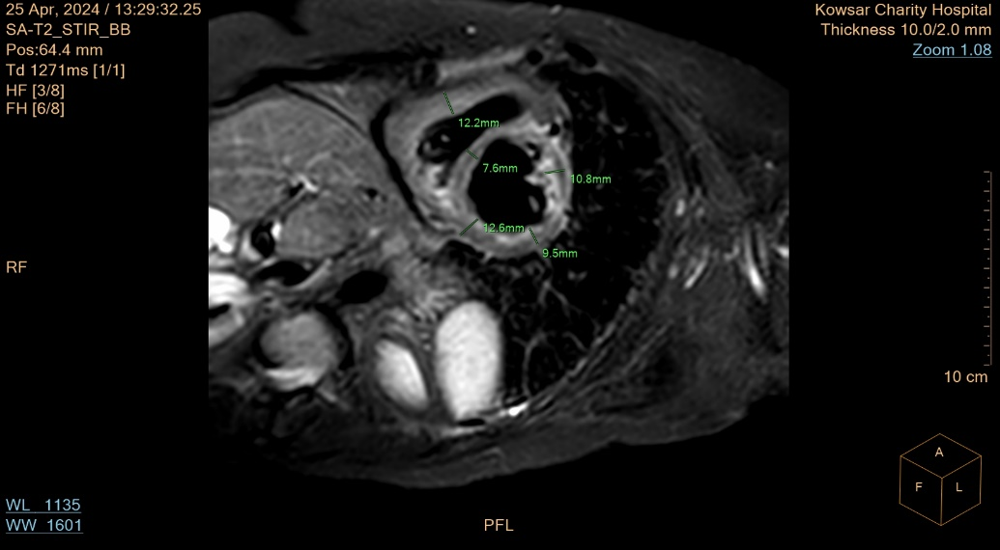 25 Apr, 2024 / 13:29:32.25
SA-T2_STIR_BB
Pos:64.4 mm
Td 1271ms [1/1]
HF [3/8]
FH [6/8]
Kowsar Charity Hospital
Thickness 10.0/2.0 mm
Zoom 1.08
12.2mm
7.6mm
10.8mm
12.6mm
9.5mm
RF
10 cm
A
F L
WL 1135
WW 1601
PFL